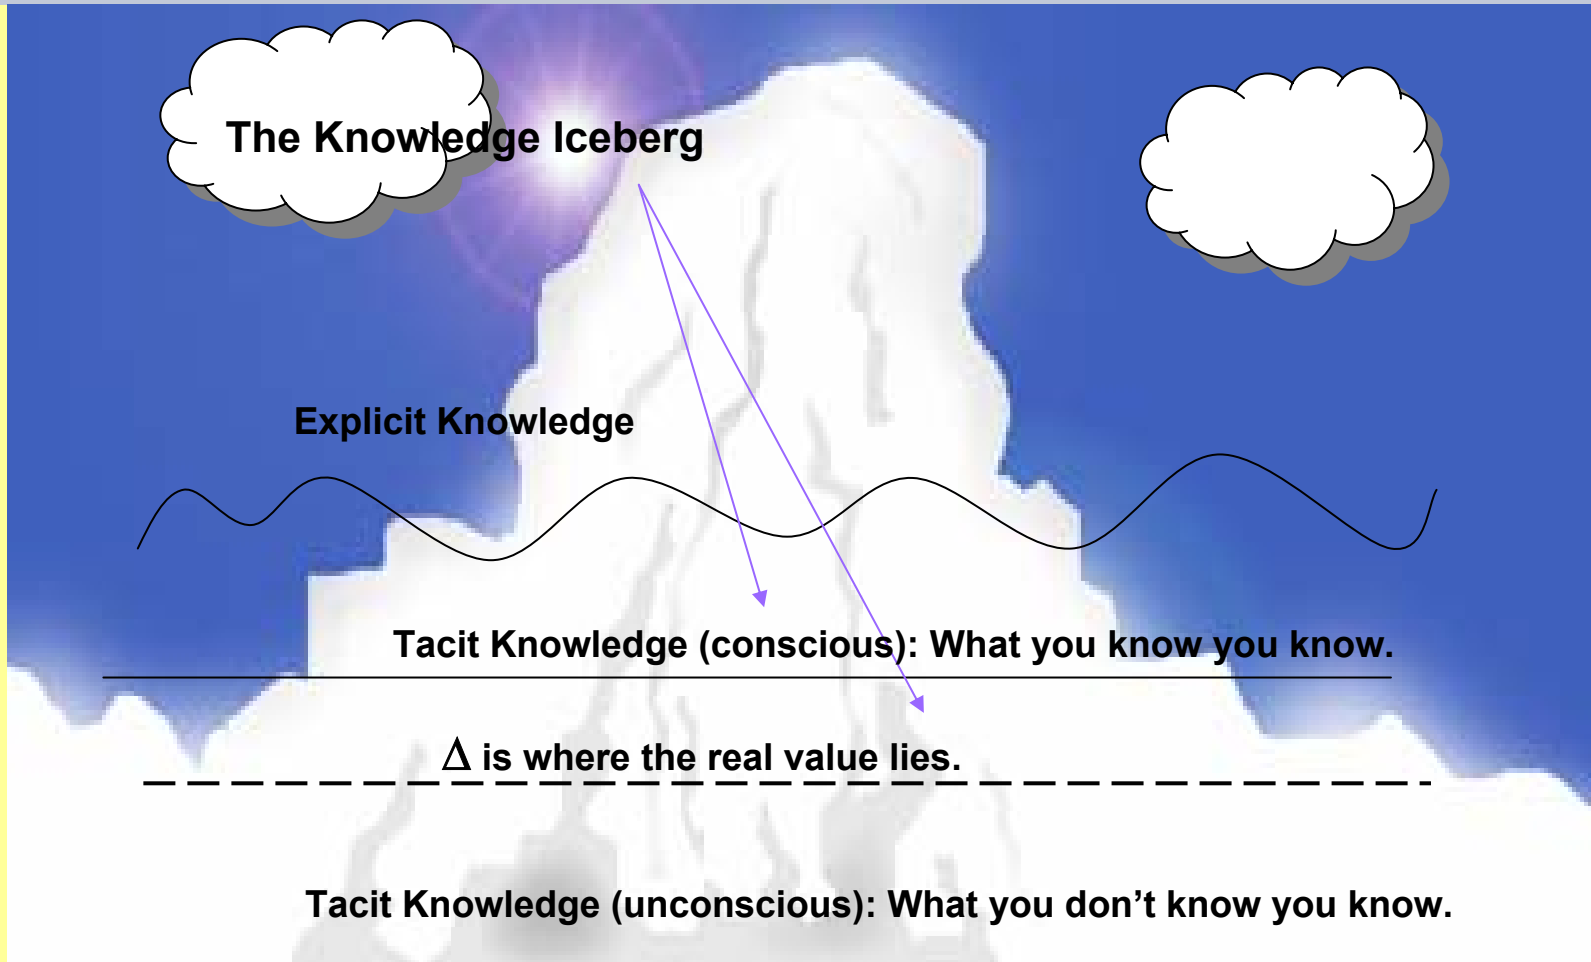 The Knowledge Iceberg
Explicit Knowledge
Tacit Knowledge (conscious): What you know you know.
Δ is where the real value lies.
Tacit Knowledge (unconscious): What you don’t know you know.